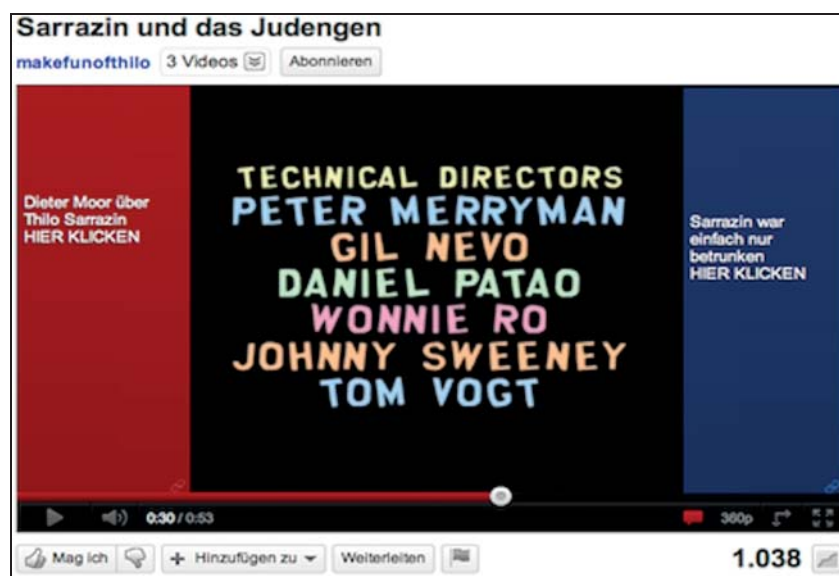 Sarrazin und das Judengen
makefunofthilo 3 Videos Abonnieren
Dieter Moor über
Thilo Sarrazin
HIER KLICKEN
TECHNICAL DIRECTORS
PETER MERRYMAN
GIL NEVO
DANIEL PATAO
WONNIE RO
JOHNNY SWEENEY
TOM VOGT
Sarrazin war
einfach nur
betrunken
HIER KLICKEN
0:30 / 0:53 360p
Mag ich + Hinzufügen zu Weiterleiten 1.038